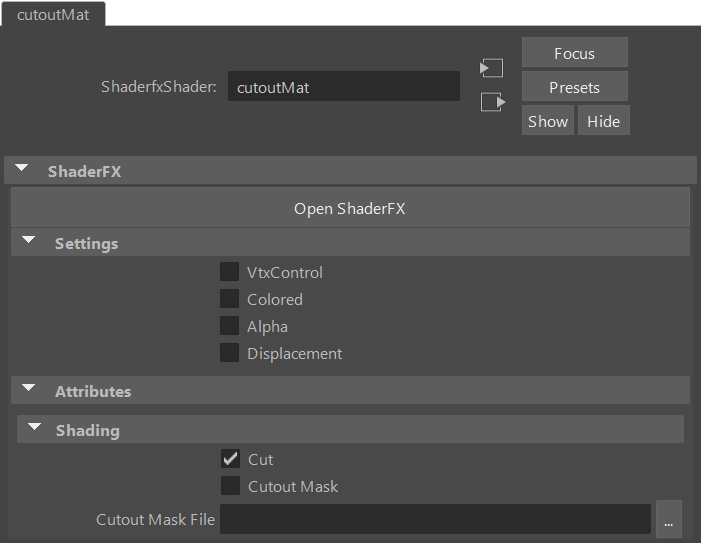 cutoutMat
Focus
ShaderfxShader: cutoutMat
Presets
Show Hide
ShaderFX
Open ShaderFX
Settings
VtxControl
Colored
Alpha
Displacement
Attributes
Shading
Cut
Cutout Mask
Cutout Mask File ...